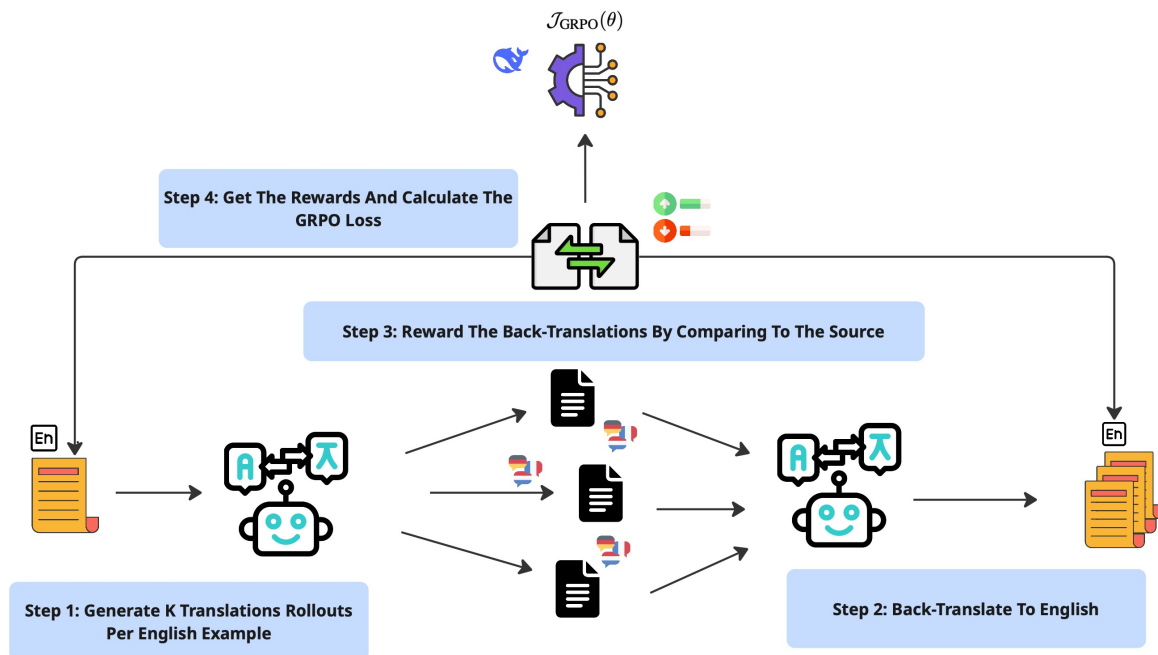 𝒥GRPO(θ)
Step 4: Get The Rewards And Calculate The
GRPO Loss
Step 3: Reward The Back-Translations By Comparing To The Source
En
En
A
A
Step 1: Generate K Translations Rollouts
Per English Example
Step 2: Back-Translate To English